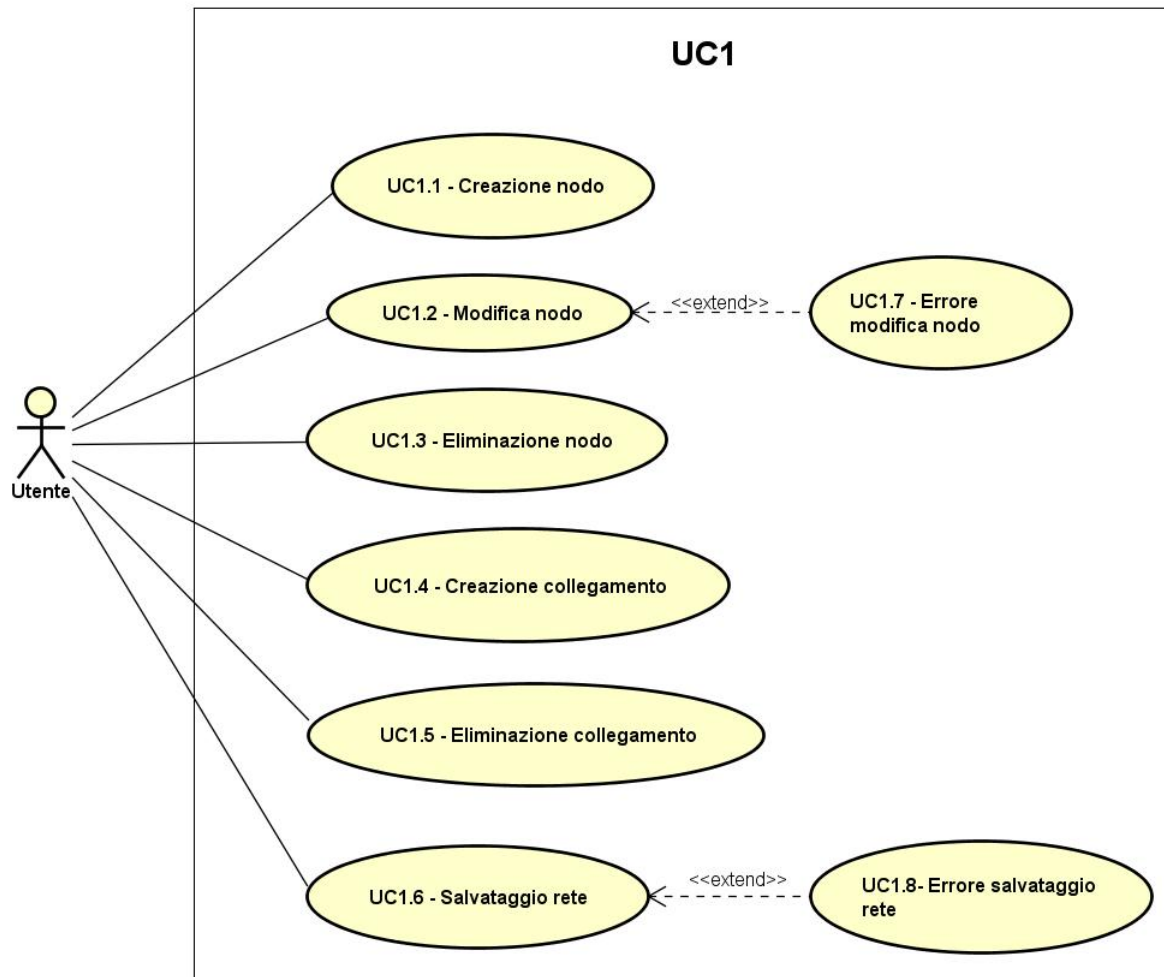 UC1
UC1.1 - Creazione nodo
UC1.2 - Modifica nodo
<<extend>>
UC1.7 - Errore
modifica nodo
UC1.3 - Eliminazione nodo
Utente
UC1.4 - Creazione collegamento
UC1.5 - Eliminazione collegamento
UC1.6 - Salvataggio rete
<<extend>>
UC1.8- Errore salvataggio
rete